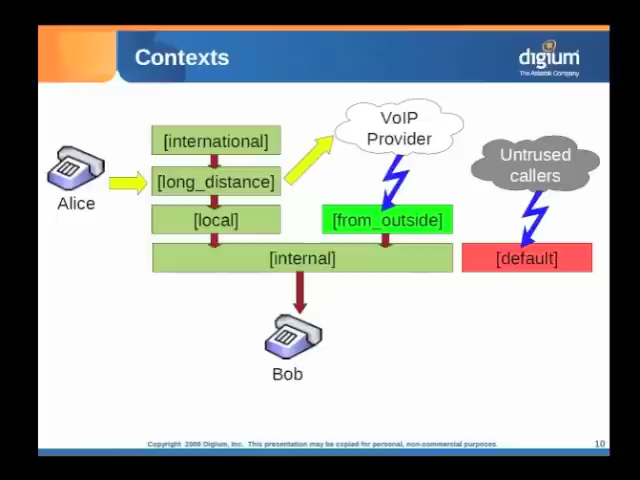 Contexts
digium
The Asterisk Company
[international]
[long_distance]
[local]
[internal]
Alice
VoIP
Provider
[from_outside]
Untrused
callers
[default]
Bob
Copyright 2009 Digium, Inc. This presentation may be copied for personal, non-commercial purposes.
10